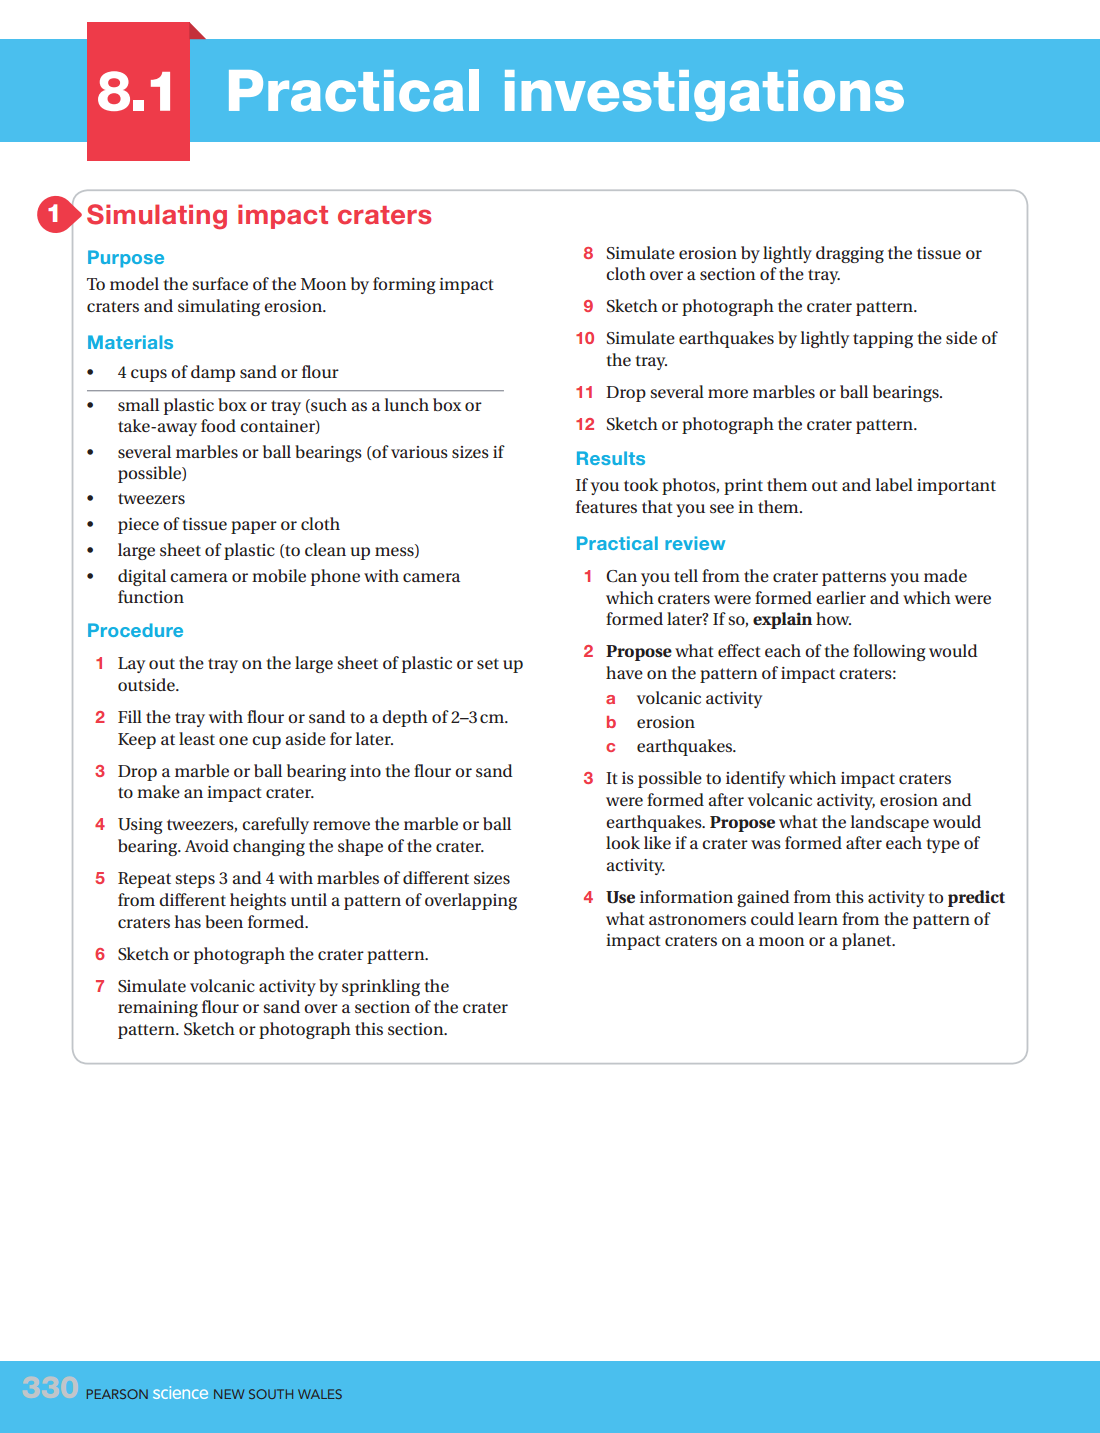 8.1 Practical investigations
1 Simulating impact craters
Purpose
To model the surface of the Moon by forming impact
craters and simulating erosion.
Materials
• 4 cups of damp sand or flour
• small plastic box or tray (such as a lunch box or
take-away food container)
• several marbles or ball bearings (of various sizes if
possible)
• tweezers
• piece of tissue paper or cloth
• large sheet of plastic (to clean up mess)
• digital camera or mobile phone with camera
function
Procedure
1 Lay out the tray on the large sheet of plastic or set up
outside.
2 Fill the tray with flour or sand to a depth of 2–3 cm.
Keep at least one cup aside for later.
3 Drop a marble or ball bearing into the flour or sand
to make an impact crater.
4 Using tweezers, carefully remove the marble or ball
bearing. Avoid changing the shape of the crater.
5 Repeat steps 3 and 4 with marbles of different sizes
from different heights until a pattern of overlapping
craters has been formed.
6 Sketch or photograph the crater pattern.
7 Simulate volcanic activity by sprinkling the
remaining flour or sand over a section of the crater
pattern. Sketch or photograph this section.
8 Simulate erosion by lightly dragging the tissue or
cloth over a section of the tray.
9 Sketch or photograph the crater pattern.
10 Simulate earthquakes by lightly tapping the side of
the tray.
11 Drop several more marbles or ball bearings.
12 Sketch or photograph the crater pattern.
Results
If you took photos, print them out and label important
features that you see in them.
Practical review
1 Can you tell from the crater patterns you made
which craters were formed earlier and which were
formed later? If so, explain how.
2 Propose what effect each of the following would
have on the pattern of impact craters:
a volcanic activity
b erosion
c earthquakes.
3 It is possible to identify which impact craters
were formed after volcanic activity, erosion and
earthquakes. Propose what the landscape would
look like if a crater was formed after each type of
activity.
4 Use information gained from this activity to predict
what astronomers could learn from the pattern of
impact craters on a moon or a planet.
330 PEARSON science NEW SOUTH WALES